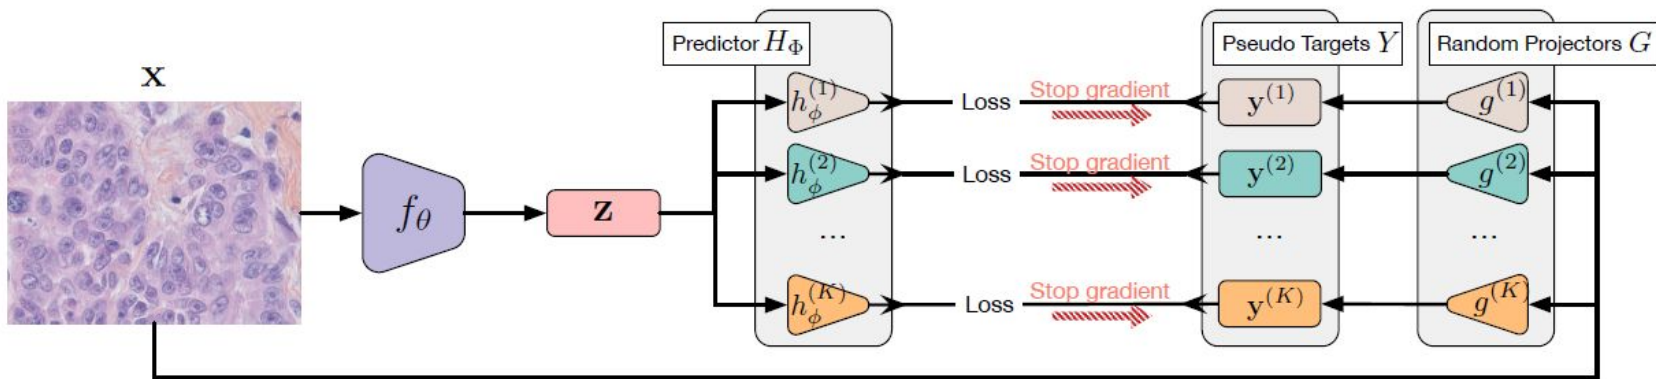 Predictor H_Φ
Pseudo Targets Y
Random Projectors G
x
h_ϕ^(1)
Loss
Stop gradient
y^(1)
g^(1)
h_ϕ^(2)
Loss
Stop gradient
y^(2)
g^(2)
f_θ
z
...
...
...
h_ϕ^(K)
Loss
Stop gradient
y^(K)
g^(K)